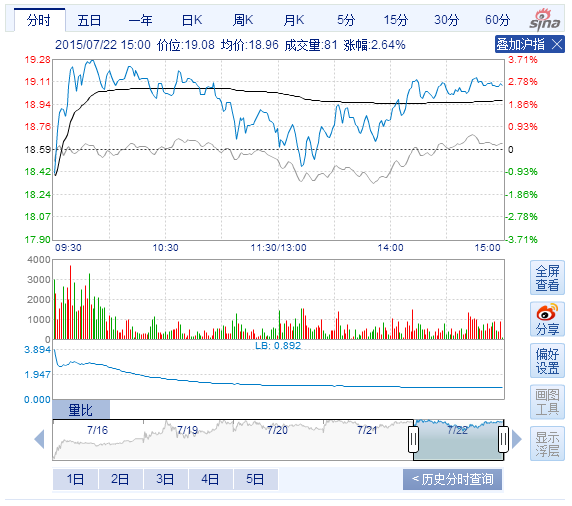 分时 五日 一年 日K 周K 月K 5分 15分 30分 60分 sina
2015/07/22 15:00 价位:19.08 均价:18.96 成交量:81 涨幅:2.64% 叠加沪指
19.28 3.71%
19.11 2.78%
18.94 1.86%
18.76 0.93%
18.59 0
18.42 -0.93%
18.24 -1.86%
18.07 -2.78%
17.90 -3.71%
09:30 10:30 11:30/13:00 14:00 15:00
4000
3000
2000
1000
0
全屏
查看
分享
LB: 0.892
3.894
1.947
0.000
偏好
设置
画图
工具
量比
7/16 7/19 7/20 7/21 7/22
显示
浮层
1日 2日 3日 4日 5日 <历史分时查询